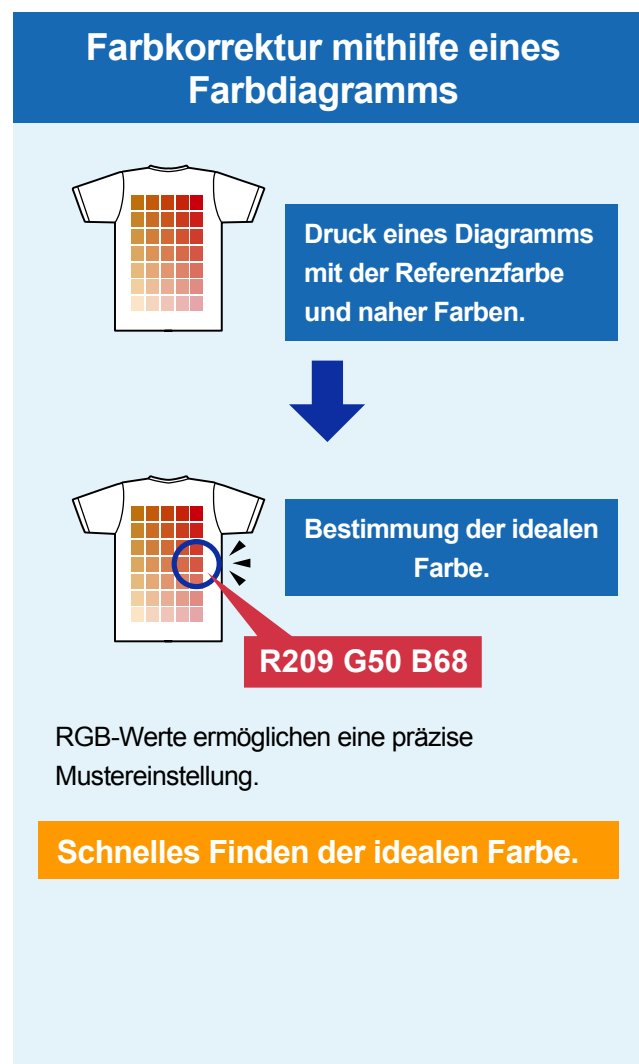 Farbkorrektur mithilfe eines
Farbdiagramms
Druck eines Diagramms
mit der Referenzfarbe
und naher Farben.
Bestimmung der idealen
Farbe.
R209 G50 B68
RGB-Werte ermöglichen eine präzise
Mustereinstellung.
Schnelles Finden der idealen Farbe.